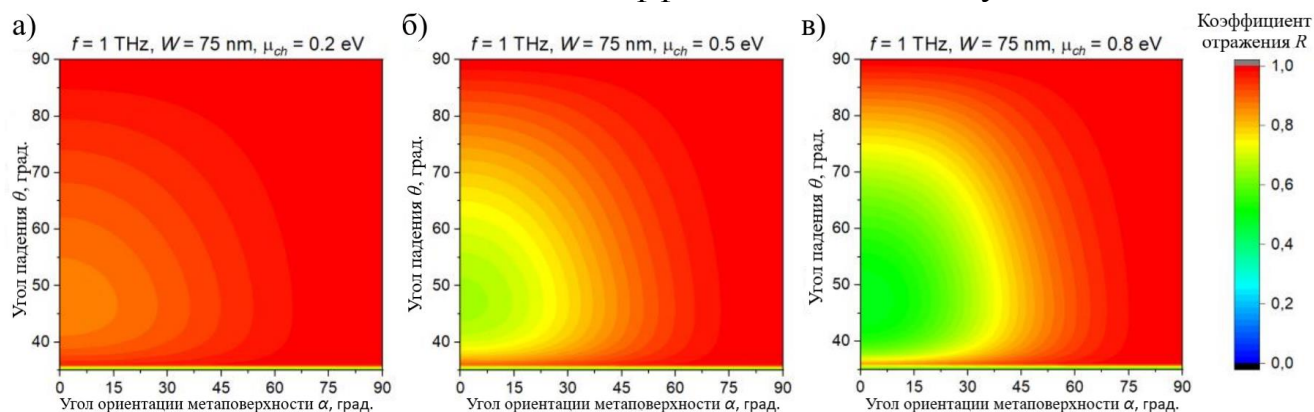 а)
f = 1 THz, W = 75 nm, μch = 0.2 eV
Угол падения θ, град.
90
80
70
60
50
40
0 15 30 45 60 75 90
Угол ориентации метаповерхности α, град.
б)
f = 1 THz, W = 75 nm, μch = 0.5 eV
Угол падения θ, град.
90
80
70
60
50
40
0 15 30 45 60 75 90
Угол ориентации метаповерхности α, град.
в)
f = 1 THz, W = 75 nm, μch = 0.8 eV
Угол падения θ, град.
90
80
70
60
50
40
0 15 30 45 60 75 90
Угол ориентации метаповерхности α, град.
Коэффициент
отражения R
1,0
0,8
0,6
0,4
0,2
0,0